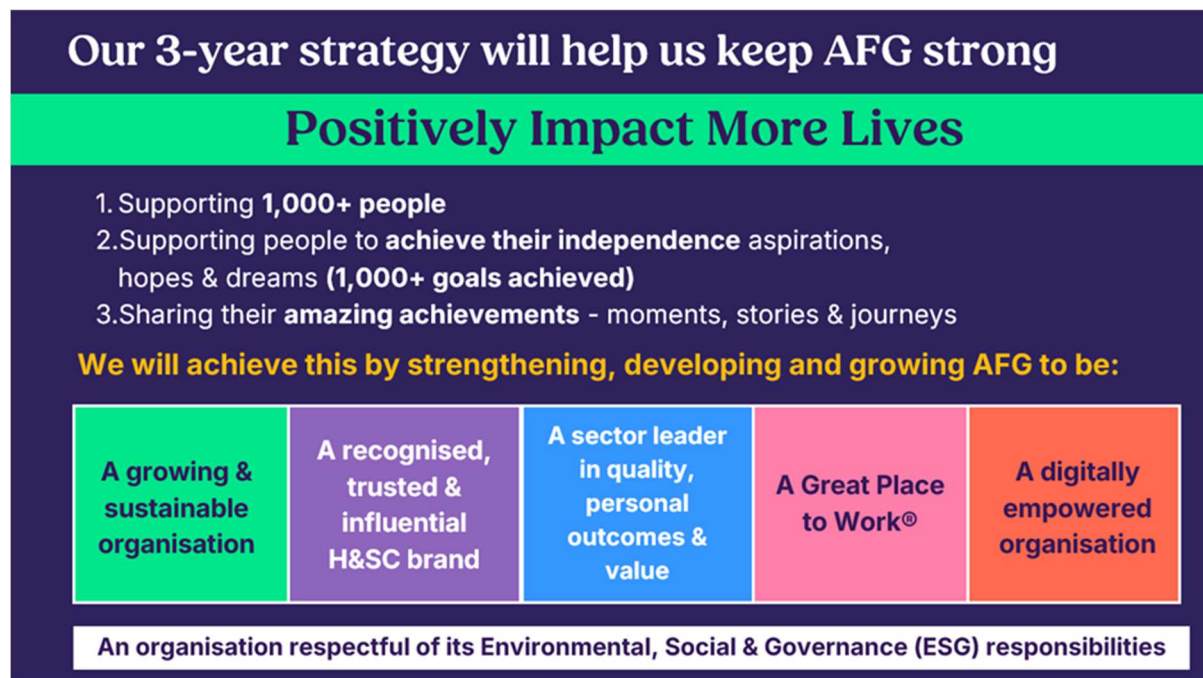 Our 3-year strategy will help us keep AFG strong
Positively Impact More Lives
1. Supporting 1,000+ people
2.Supporting people to achieve their independence aspirations,
hopes & dreams (1,000+ goals achieved)
3.Sharing their amazing achievements - moments, stories & journeys
We will achieve this by strengthening, developing and growing AFG to be:
A growing &
sustainable
organisation
A recognised,
trusted &
influential
H&SC brand
A sector leader
in quality,
personal
outcomes &
value
A Great Place
to Work®
A digitally
empowered
organisation
An organisation respectful of its Environmental, Social & Governance (ESG) responsibilities